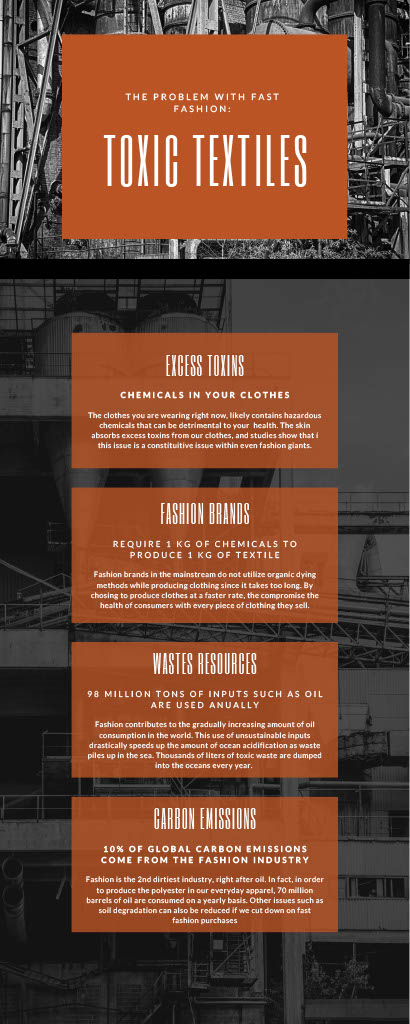 THE PROBLEM WITH FAST
FASHION:
TOXIC TEXTILES
EXCESS TOXINS
CHEMICALS IN YOUR CLOTHES
The clothes you are wearing right now, likely contains hazardous
chemicals that can be detrimental to your health. The skin
absorbs excess toxins from our clothes, and studies show that i
this issue is a constituitive issue within even fashion giants.
FASHION BRANDS
REQUIRE 1 KG OF CHEMICALS TO
PRODUCE 1 KG OF TEXTILE
Fashion brands in the mainstream do not utilize organic dying
methods while producing clothing since it takes too long. By
chosing to produce clothes at a faster rate, the compromise the
health of consumers with every piece of clothing they sell.
WASTES RESOURCES
98 MILLION TONS OF INPUTS SUCH AS OIL
ARE USED ANUALLY
Fashion contributes to the gradually increasing amount of oil
consumption in the world. This use of unsustainable inputs
drastically speeds up the amount of ocean acidification as waste
piles up in the sea. Thousands of liters of toxic waste are dumped
into the oceans every year.
CARBON EMISSIONS
10% OF GLOBAL CARBON EMISSIONS
COME FROM THE FASHION INDUSTRY
Fashion is the 2nd dirtiest industry, right after oil. In fact, in order
to produce the polyester in our everyday apparel, 70 million
barrels of oil are consumed on a yearly basis. Other issues such as
soil degradation can also be reduced if we cut down on fast
fashion purchases